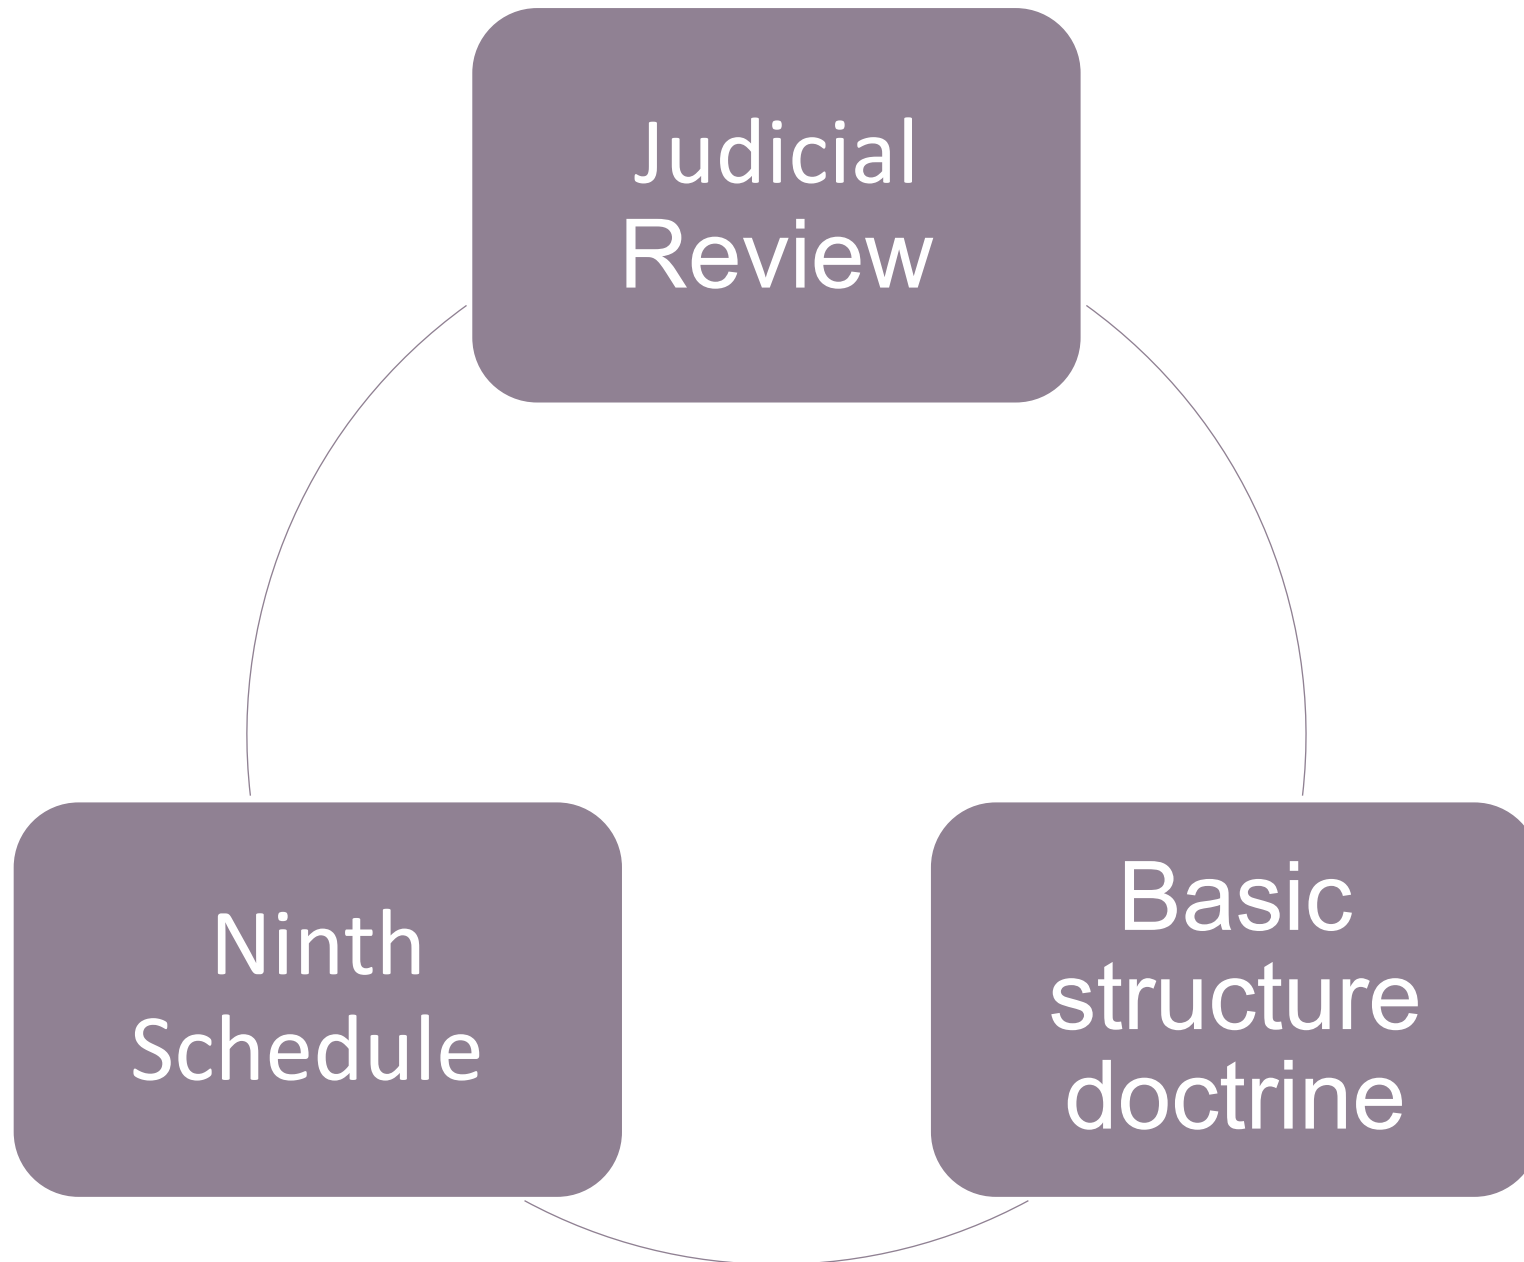 Judicial
Review
Ninth
Schedule
Basic
structure
doctrine